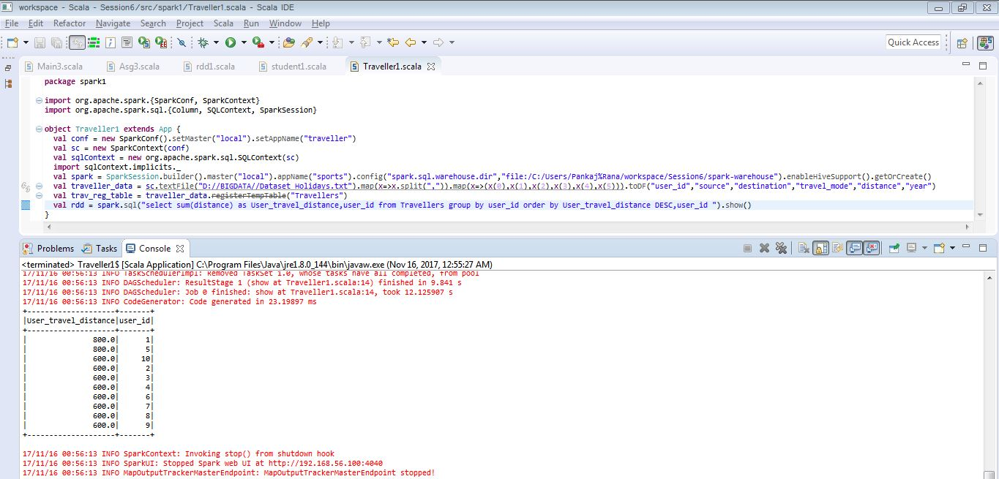 workspace - Scala - Session6/src/spark1/Traveller1.scala - Scala IDE
File Edit Refactor Navigate Search Project Scala Run Window Help
Quick Access
Main3.scala Asg3.scala rdd1.scala student1.scala Traveller1.scala
package spark1
import org.apache.spark.{SparkConf, SparkContext}
import org.apache.spark.sql.{Column, SQLContext, SparkSession}
object Traveller1 extends App {
val conf = new SparkConf().setMaster("local").setAppName("traveller")
val sc = new SparkContext(conf)
val sqlContext = new org.apache.spark.sql.SQLContext(sc)
import sqlContext.implicits._
val spark = SparkSession.builder().master("local").appName("sports").config("spark.sql.warehouse.dir","file:/C:/Users/Pankaj%Rana/workspace/Session6/spark-warehouse").enableHiveSupport().getOrCreate()
val traveller_data = sc.textFile("D://BIGDATA//Dataset_Holidays.txt").map(x=>x.split(",")).map(x=>(x(0),x(1),x(2),x(3),x(4),x(5))).toDF("user_id","source","destination","travel_mode","distance","year")
val trav_reg_table = traveller_data.registerTempTable("Travellers")
val rdd = spark.sql("select sum(distance) as User_travel_distance,user_id from Travellers group by user_id order by User_travel_distance DESC,user_id ").show()
}
Problems Tasks Console
<terminated> Traveller1$ [Scala Application] C:\Program Files\Java\jre1.8.0_144\bin\javaw.exe (Nov 16, 2017, 12:55:27 AM)
17/11/16 00:56:13 INFO TaskSchedulerImpl: Removed TaskSet 1.0, whose tasks have all completed, from pool
17/11/16 00:56:13 INFO DAGScheduler: ResultStage 1 (show at Traveller1.scala:14) finished in 9.841 s
17/11/16 00:56:13 INFO DAGScheduler: Job 0 finished: show at Traveller1.scala:14, took 12.125907 s
17/11/16 00:56:13 INFO CodeGenerator: Code generated in 23.19897 ms
+--------------------+-------+
|User_travel_distance|user_id|
+--------------------+-------+
| 800.0| 1|
| 800.0| 5|
| 600.0| 10|
| 600.0| 2|
| 600.0| 3|
| 600.0| 4|
| 600.0| 6|
| 600.0| 7|
| 600.0| 8|
| 600.0| 9|
+--------------------+-------+
17/11/16 00:56:13 INFO SparkContext: Invoking stop() from shutdown hook
17/11/16 00:56:13 INFO SparkUI: Stopped Spark web UI at http://192.168.56.100:4040
17/11/16 00:56:13 INFO MapOutputTrackerMasterEndpoint: MapOutputTrackerMasterEndpoint stopped!